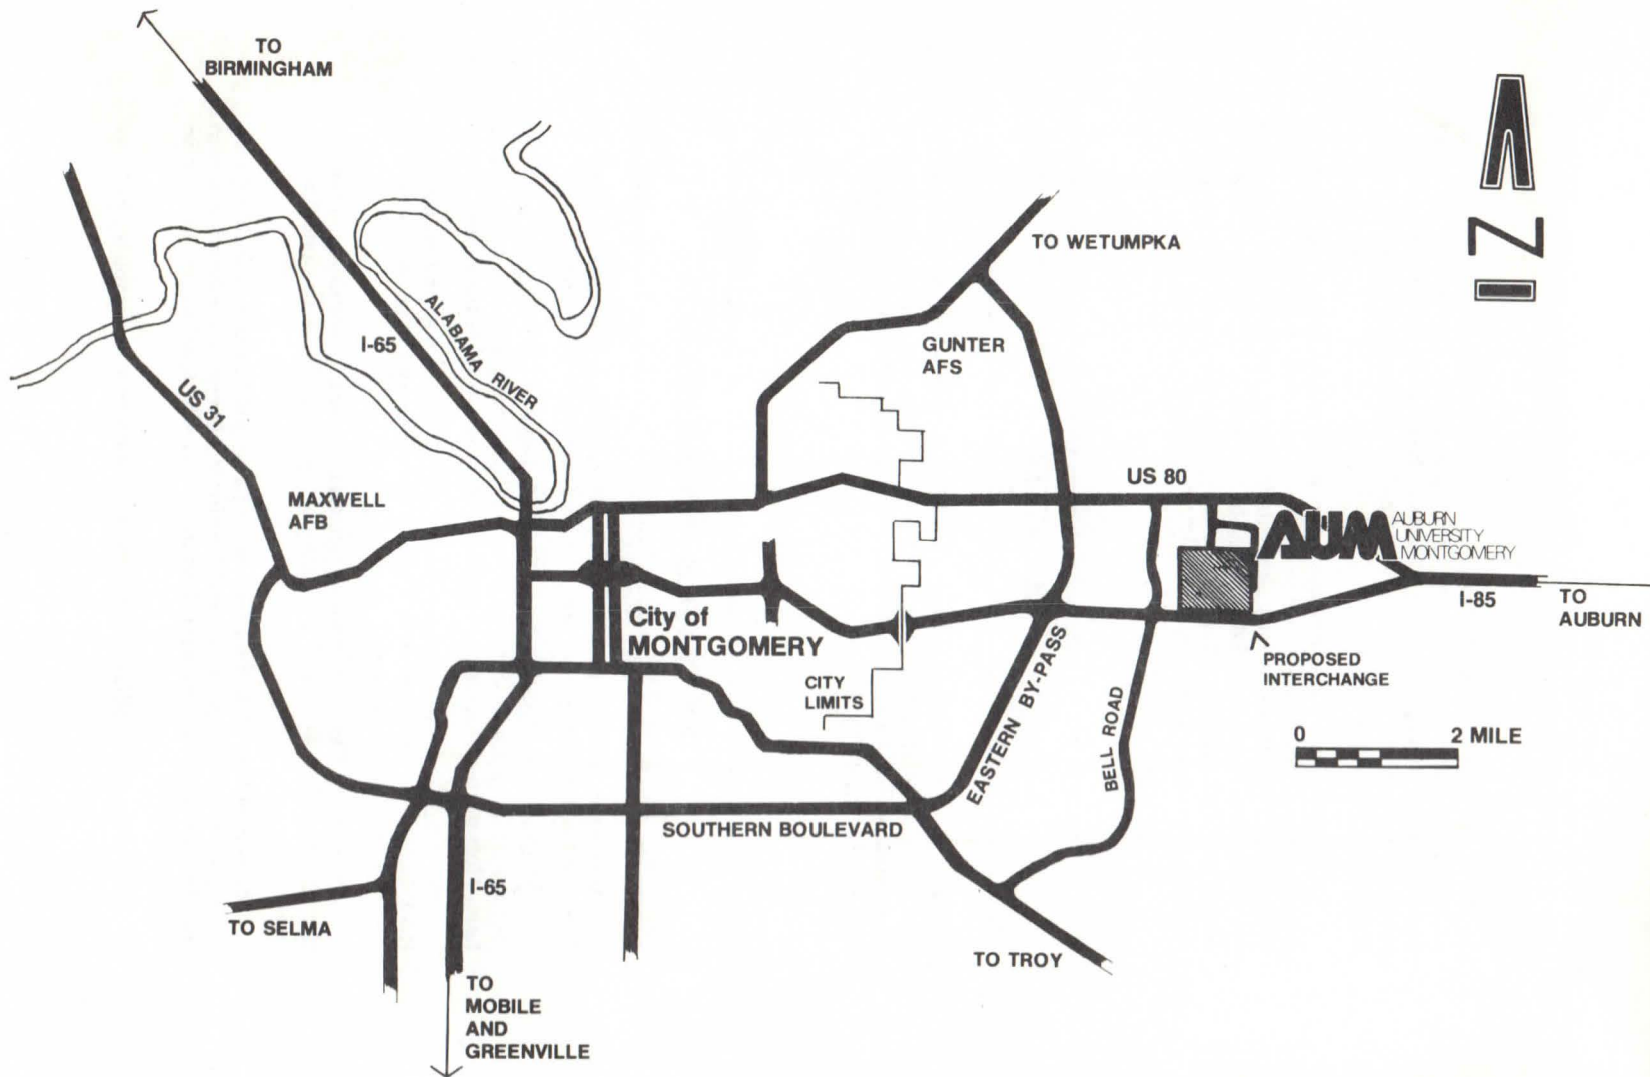 TO
BIRMINGHAM
N
TO WETUMPKA
ALABAMA RIVER
I-65
GUNTER
AFS
US 31
MAXWELL
AFB
US 80
AUM
AUBURN
UNIVERSITY
MONTGOMERY
I-85
TO
AUBURN
City of
MONTGOMERY
PROPOSED
INTERCHANGE
CITY
LIMITS
EASTERN BY-PASS
BELL ROAD
0 2 MILE
SOUTHERN BOULEVARD
I-65
TO SELMA
TO TROY
TO
MOBILE
AND
GREENVILLE